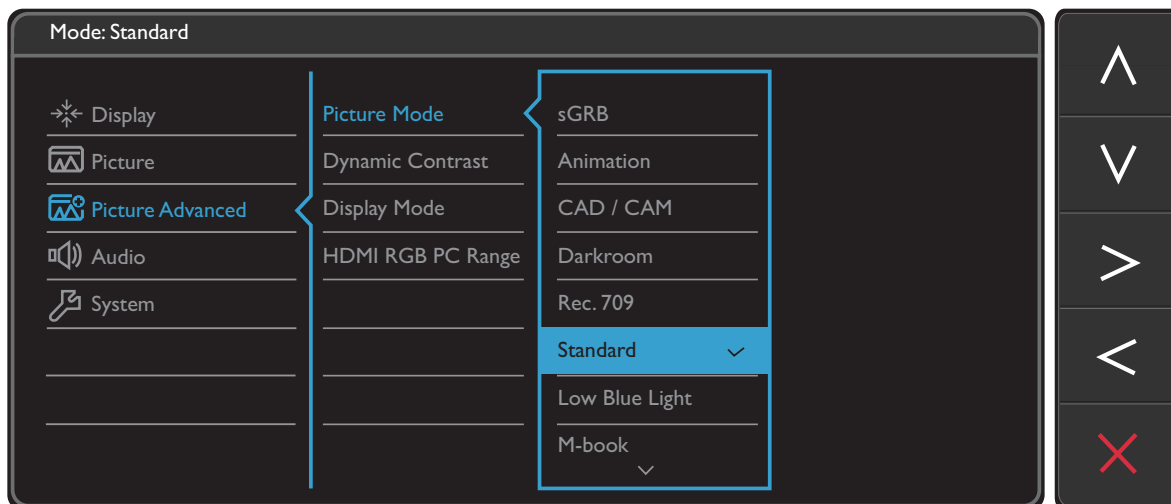 Mode: Standard
Display
Picture
Picture Advanced
Audio
System
Picture Mode
Dynamic Contrast
Display Mode
HDMI RGB PC Range
sGRB
Animation
CAD / CAM
Darkroom
Rec. 709
Standard
Low Blue Light
M-book